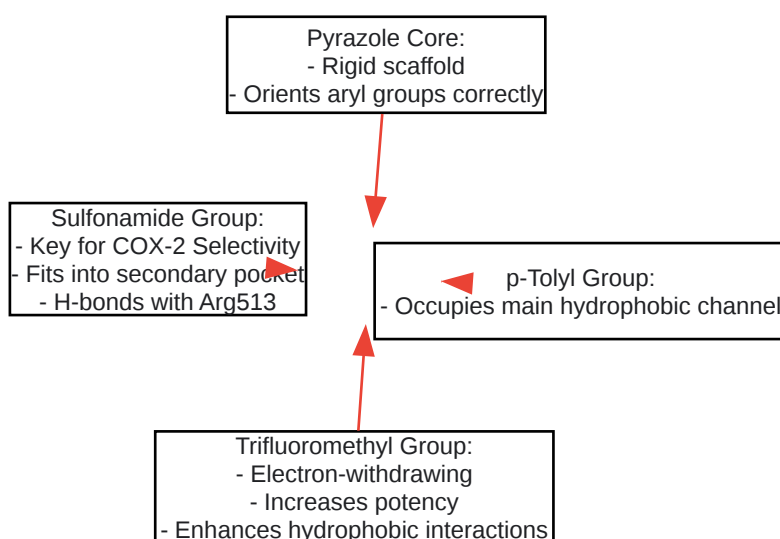 Pyrazole Core:
- Rigid scaffold
- Orients aryl groups correctly
Sulfonamide Group:
- Key for COX-2 Selectivity
- Fits into secondary pocket
- H-bonds with Arg513
p-Tolyl Group:
- Occupies main hydrophobic channel
Trifluoromethyl Group:
- Electron-withdrawing
- Increases potency
- Enhances hydrophobic interactions